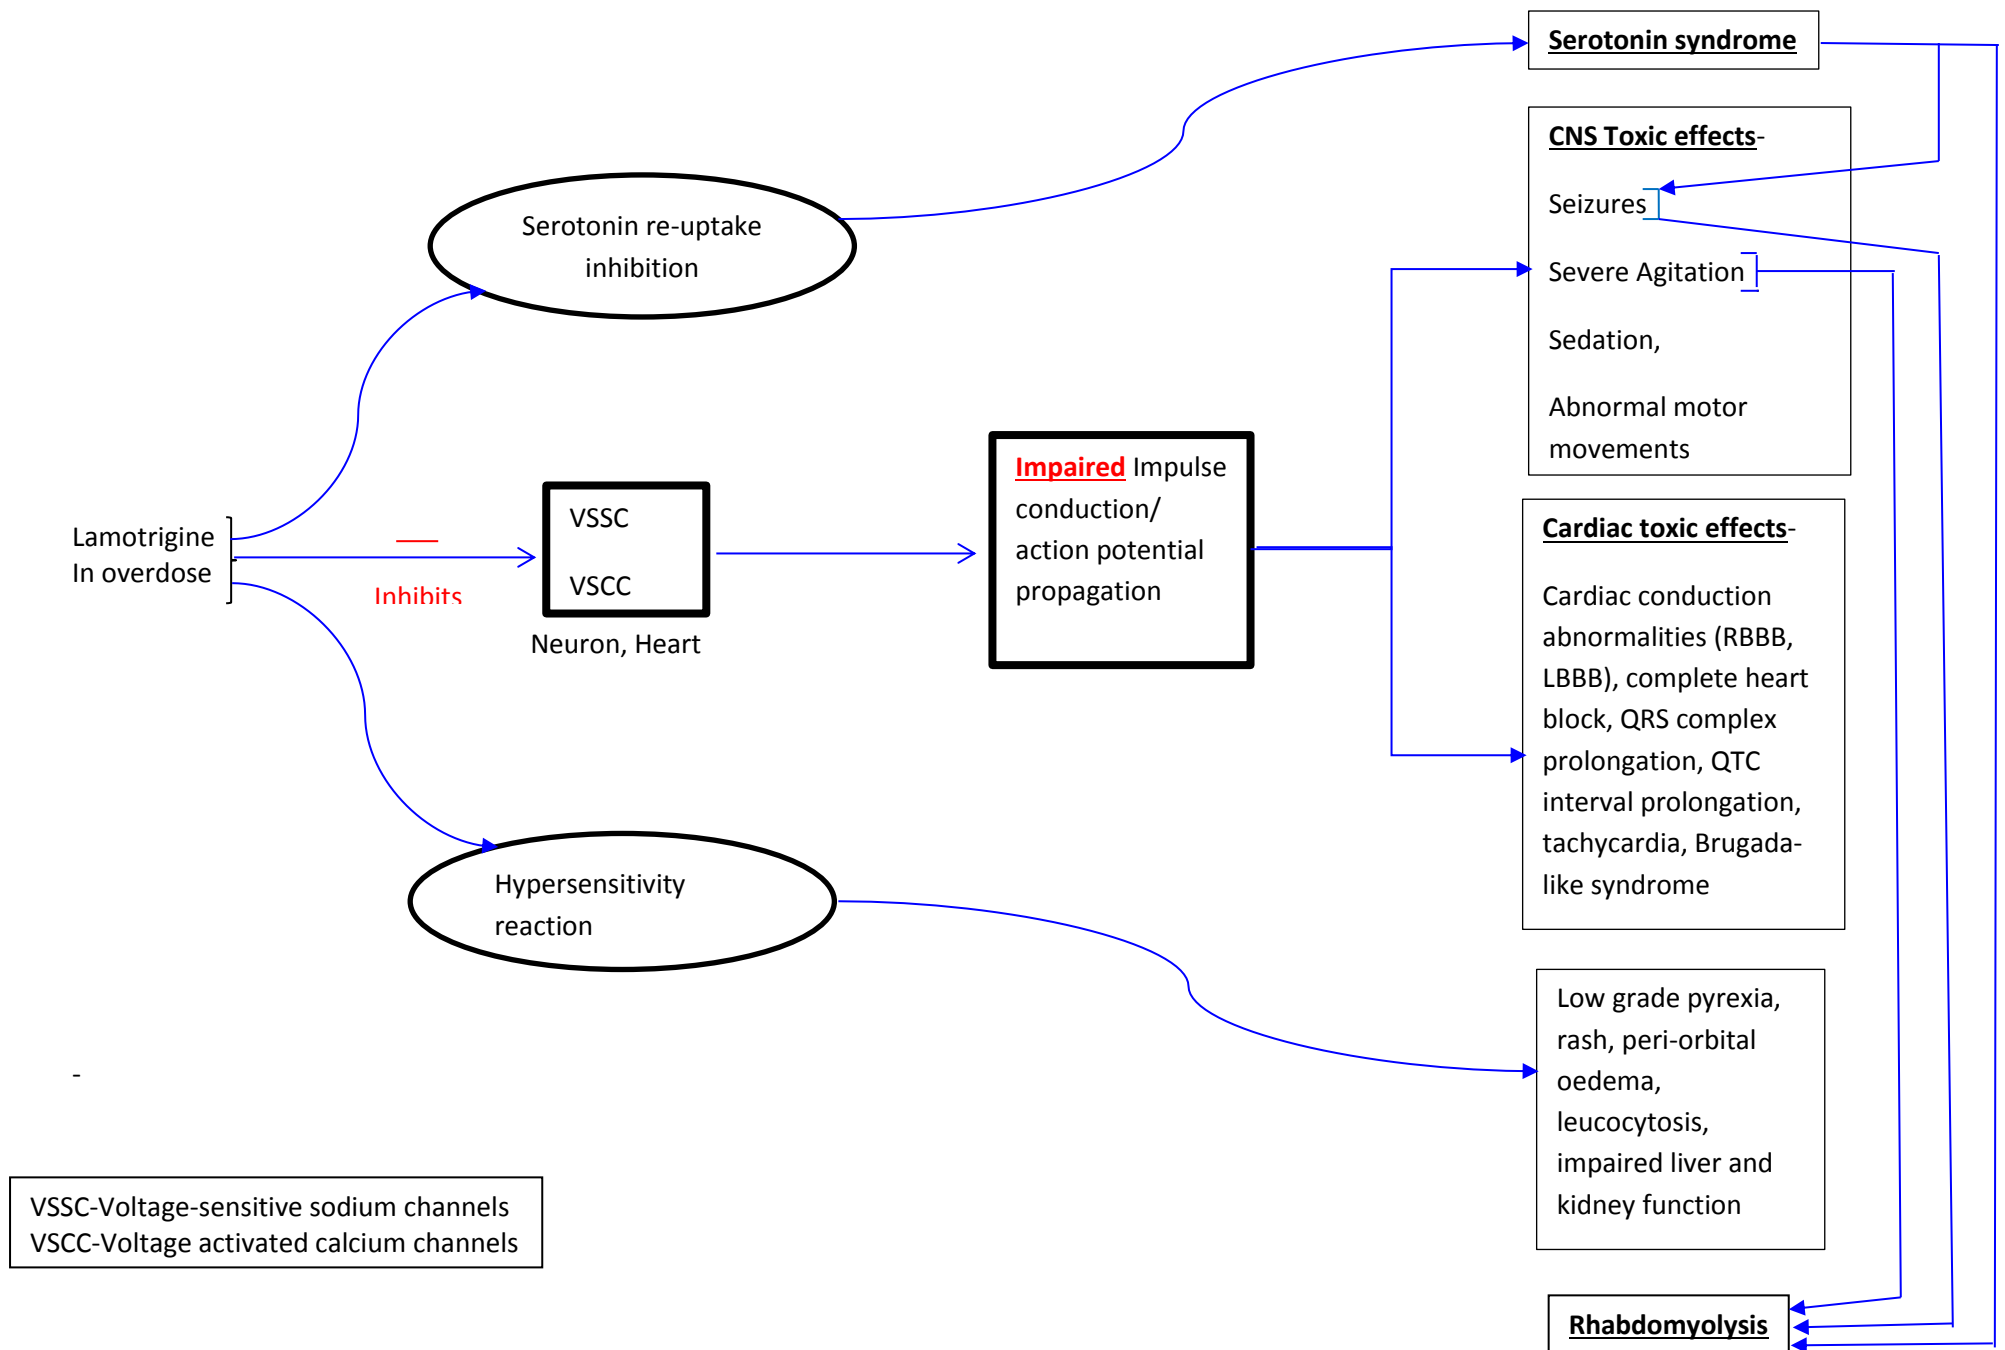 Serotonin syndrome
CNS Toxic effects-
Seizures
Severe Agitation
Sedation,
Abnormal motor
movements
Serotonin re-uptake
inhibition
Lamotrigine
In overdose
Inhibits
VSSC
VSCC
Neuron, Heart
Impaired Impulse
conduction/
action potential
propagation
Cardiac toxic effects-
Cardiac conduction
abnormalities (RBBB,
LBBB), complete heart
block, QRS complex
prolongation, QTC
interval prolongation,
tachycardia, Brugada-
like syndrome
Hypersensitivity
reaction
Low grade pyrexia,
rash, peri-orbital
oedema,
leucocytosis,
impaired liver and
kidney function
-
VSSC-Voltage-sensitive sodium channels
VSCC-Voltage activated calcium channels
Rhabdomyolysis